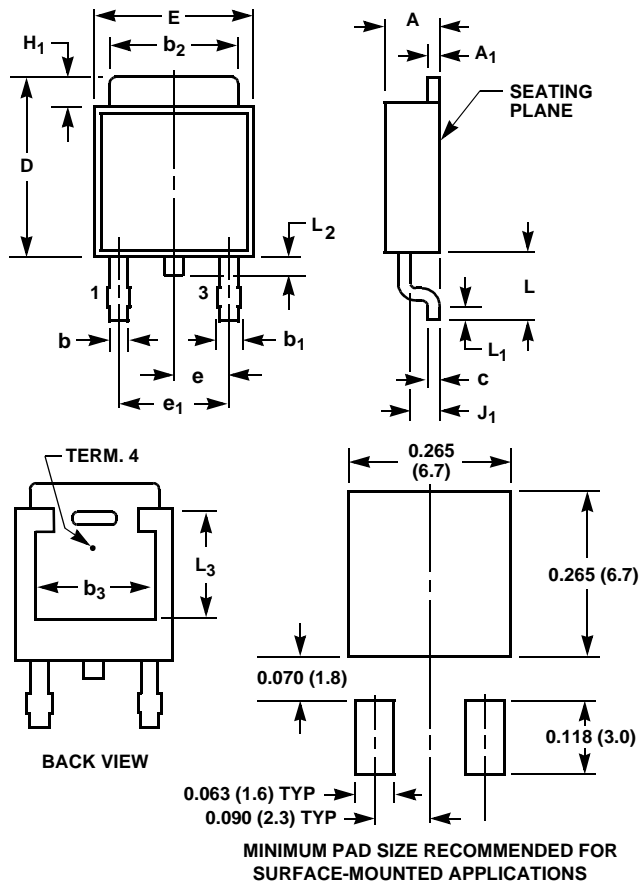 E
b2
H1
D
L2
1
3
b
b1
e
e1
A
A1
SEATING
PLANE
L
L1
c
J1
TERM. 4
L3
b3
BACK VIEW
0.265
(6.7)
0.265 (6.7)
0.070 (1.8)
0.118 (3.0)
0.063 (1.6) TYP
0.090 (2.3) TYP
MINIMUM PAD SIZE RECOMMENDED FOR
SURFACE-MOUNTED APPLICATIONS